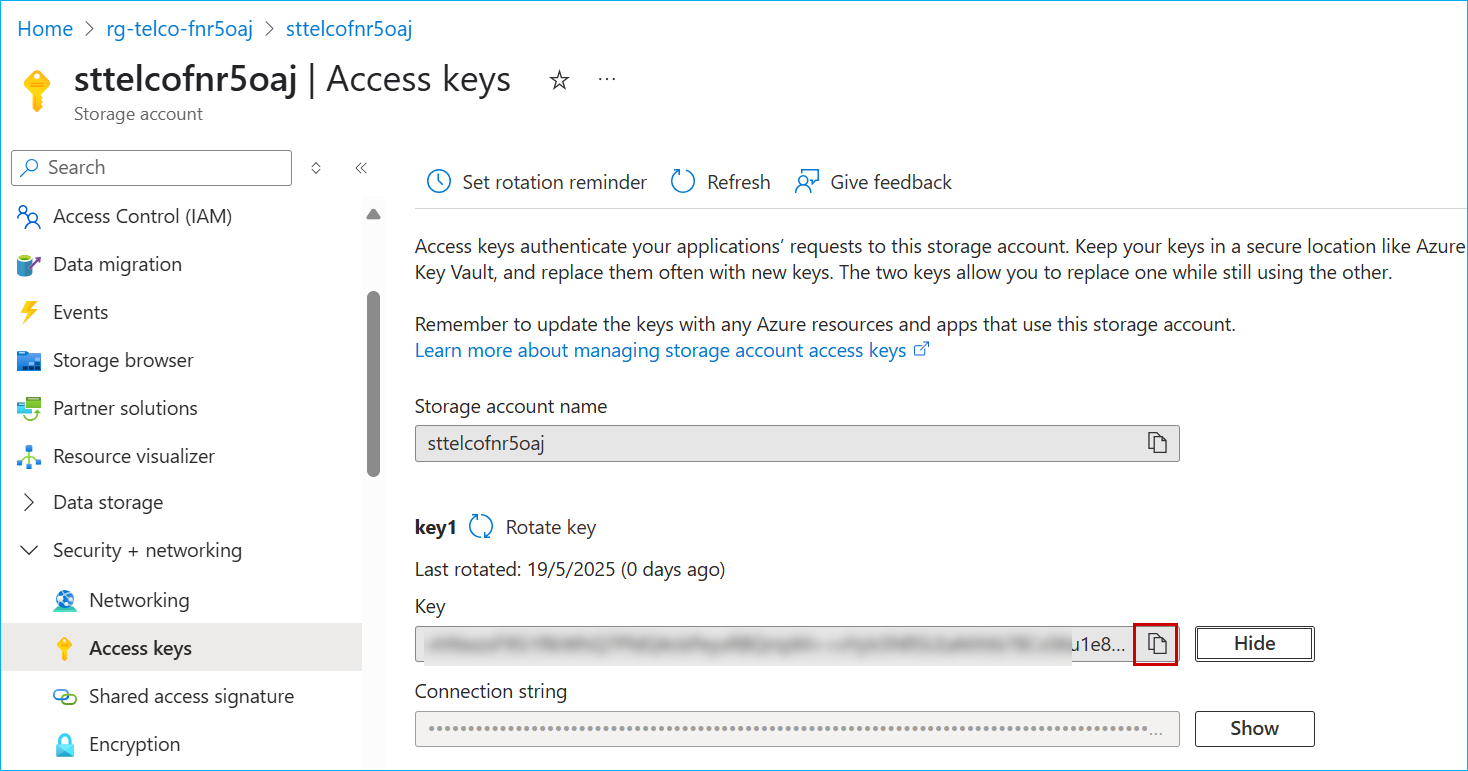 Home > rg-telco-fnr5oaj > sttelcofnr5oaj
sttelcofnr5oaj | Access keys ...
Storage account
Search
Access Control (IAM)
Data migration
Events
Storage browser
Partner solutions
Resource visualizer
Data storage
Security + networking
Networking
Access keys
Shared access signature
Encryption
Set rotation reminder
Refresh
Give feedback
Access keys authenticate your applications’ requests to this storage account. Keep your keys in a secure location like Azure
Key Vault, and replace them often with new keys. The two keys allow you to replace one while still using the other.
Remember to update the keys with any Azure resources and apps that use this storage account.
Learn more about managing storage account access keys
Storage account name
sttelcofnr5oaj
key1
Rotate key
Last rotated: 19/5/2025 (0 days ago)
Key
u1e8...
Hide
Connection string
Show